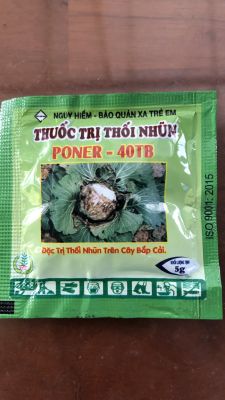 NGUY HIỂM - BẢO QUẢN XA TRẺ EM
THUỐC TRỊ THỐI NHŨN
PONER - 40TB
Đặc Trị Thối Nhũn Trên Cây Bắp Cải.
5g
ISO 9001: 2015